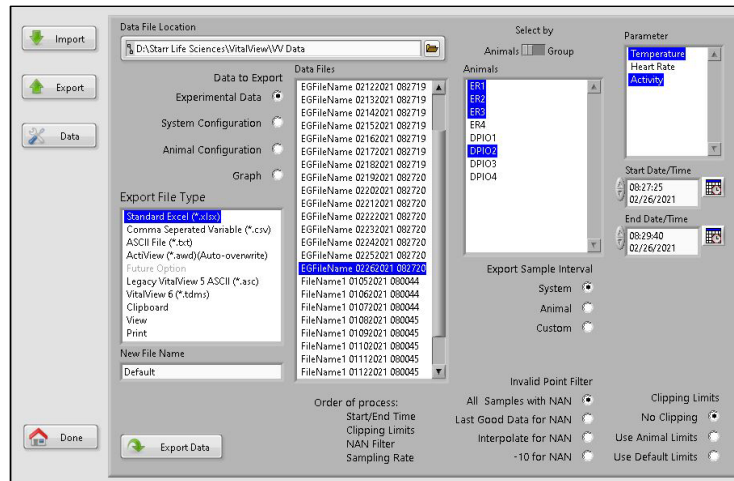 Import
Export
Data
Done
Data File Location
D:\Starr Life Sciences\VitalView\VV Data
Data to Export
Experimental Data
System Configuration
Animal Configuration
Graph
Export File Type
Standard Excel (*.xlsx)
Comma Seperated Variable (*.csv)
ASCII File (*.txt)
ActiView (*.awd)(Auto-overwrite)
Future Option
Legacy VitalView 5 ASCII (*.asc)
VitalView 6 (*.tdms)
Clipboard
View
Print
New File Name
Default
Export Data
Data Files
EGFileName 02122021 082719
EGFileName 02132021 082719
EGFileName 02142021 082719
EGFileName 02152021 082719
EGFileName 02162021 082719
EGFileName 02172021 082719
EGFileName 02182021 082719
EGFileName 02192021 082720
EGFileName 02202021 082720
EGFileName 02212021 082720
EGFileName 02222021 082720
EGFileName 02232021 082720
EGFileName 02242021 082720
EGFileName 02252021 082720
EGFileName 02262021 082720
FileName1 01052021 080044
FileName1 01062021 080044
FileName1 01072021 080044
FileName1 01082021 080045
FileName1 01092021 080045
FileName1 01102021 080045
FileName1 01112021 080045
FileName1 01122021 080045
Order of process:
Start/End Time
Clipping Limits
NAN Filter
Sampling Rate
Select by
Animals Group
Animals
ER1
ER2
ER3
ER4
DPIO1
DPIO2
DPIO3
DPIO4
Export Sample Interval
System
Animal
Custom
Invalid Point Filter
All Samples with NAN
Last Good Data for NAN
Interpolate for NAN
-10 for NAN
Parameter
Temperature
Heart Rate
Activity
Start Date/Time
08:27:25
02/26/2021
End Date/Time
08:29:40
02/26/2021
Clipping Limits
No Clipping
Use Animal Limits
Use Default Limits